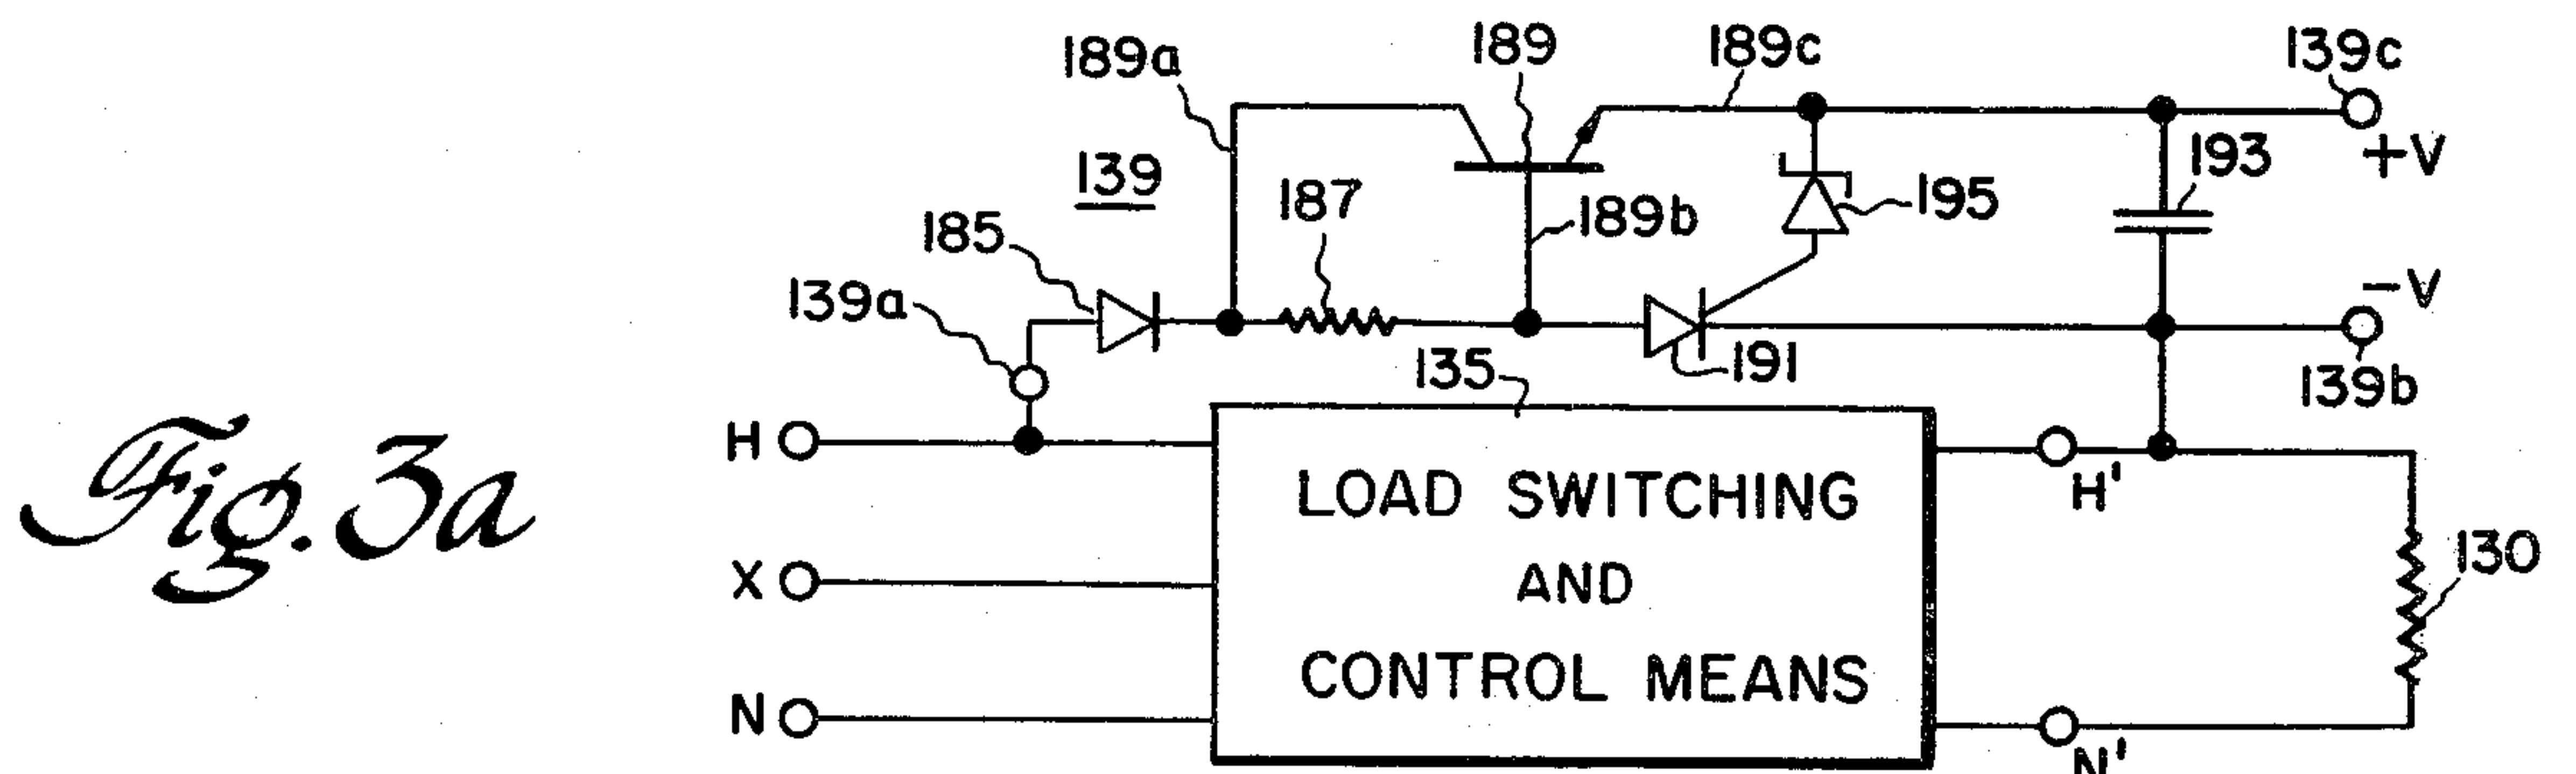 189a
189
189c
139c
+V
139
187
189b
195
193
185
139a
-V
135
191
139b
H
LOAD SWITCHING
H'
Fig. 3a
X
AND
130
N
CONTROL MEANS
N'